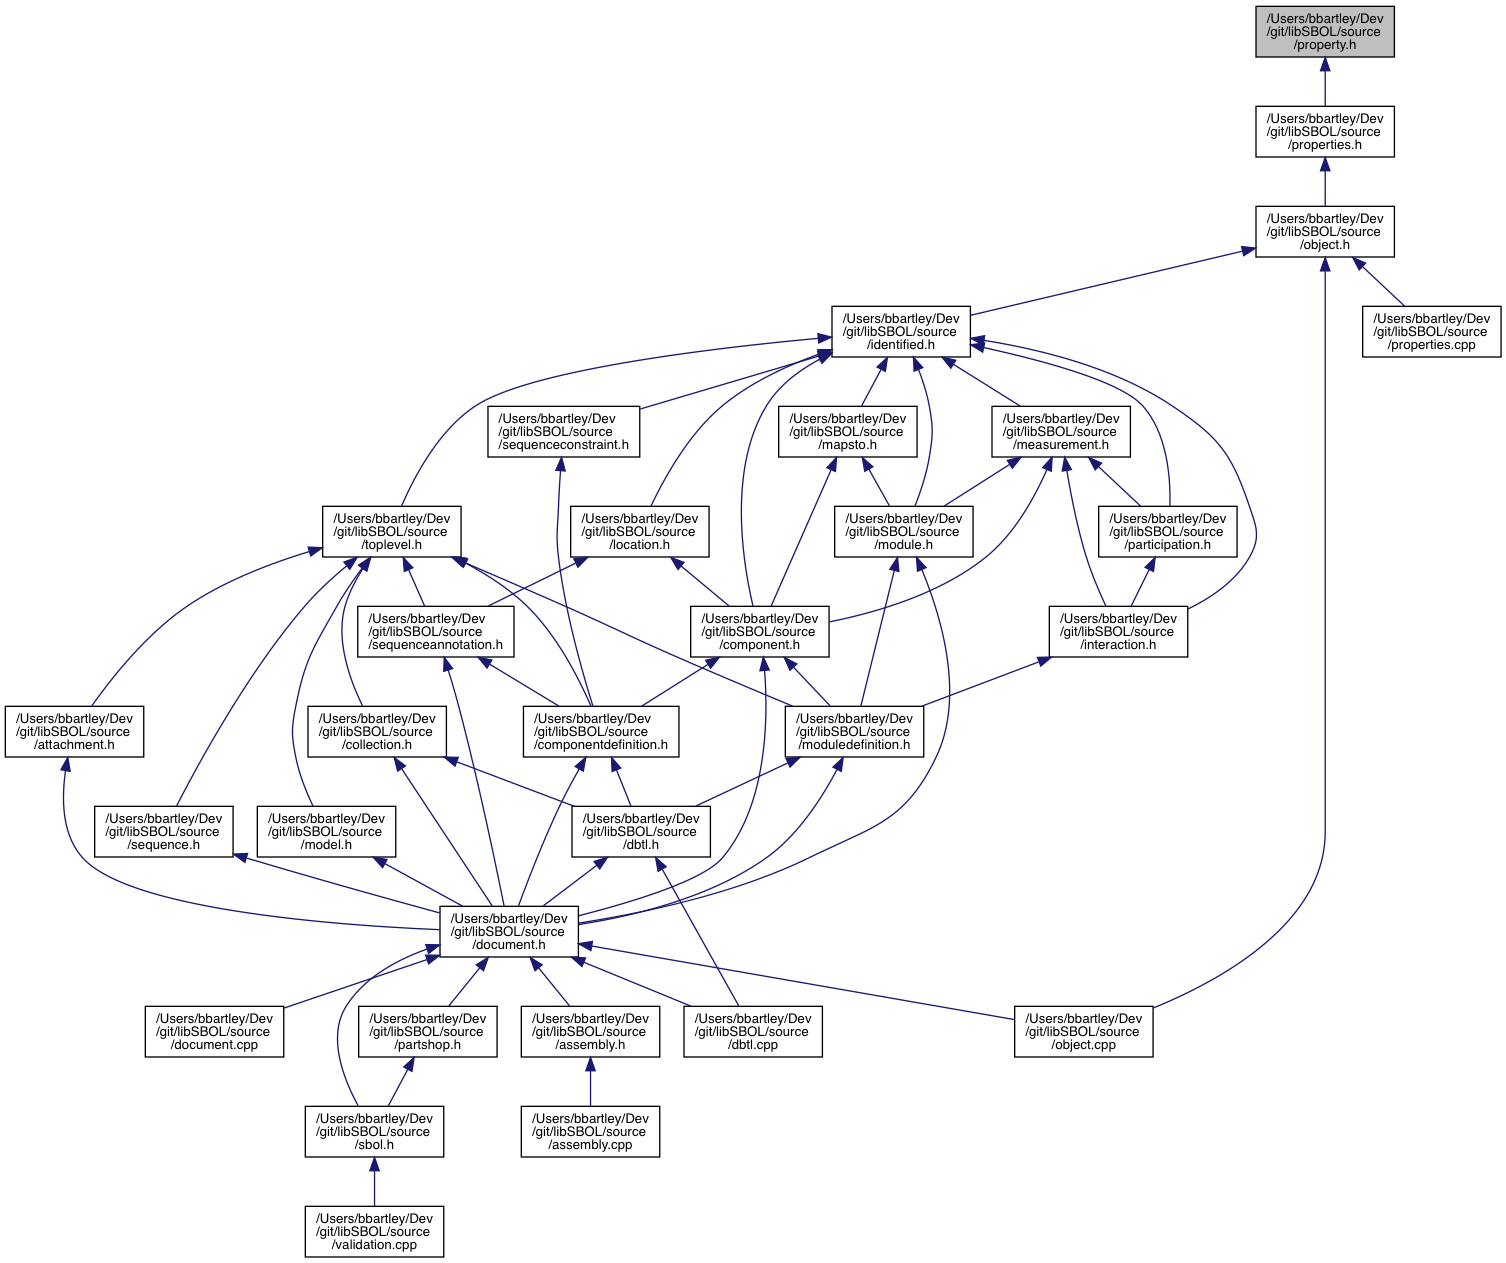 /Users/bbartley/Dev
/git/libSBOL/source
/property.h
/Users/bbartley/Dev
/git/libSBOL/source
/properties.h
/Users/bbartley/Dev
/git/libSBOL/source
/object.h
/Users/bbartley/Dev
/git/libSBOL/source
/identified.h
/Users/bbartley/Dev
/git/libSBOL/source
/properties.cpp
/Users/bbartley/Dev
/git/libSBOL/source
/sequenceconstraint.h
/Users/bbartley/Dev
/git/libSBOL/source
/mapsto.h
/Users/bbartley/Dev
/git/libSBOL/source
/measurement.h
/Users/bbartley/Dev
/git/libSBOL/source
/toplevel.h
/Users/bbartley/Dev
/git/libSBOL/source
/location.h
/Users/bbartley/Dev
/git/libSBOL/source
/module.h
/Users/bbartley/Dev
/git/libSBOL/source
/participation.h
/Users/bbartley/Dev
/git/libSBOL/source
/sequenceannotation.h
/Users/bbartley/Dev
/git/libSBOL/source
/component.h
/Users/bbartley/Dev
/git/libSBOL/source
/interaction.h
/Users/bbartley/Dev
/git/libSBOL/source
/attachment.h
/Users/bbartley/Dev
/git/libSBOL/source
/collection.h
/Users/bbartley/Dev
/git/libSBOL/source
/componentdefinition.h
/Users/bbartley/Dev
/git/libSBOL/source
/moduledefinition.h
/Users/bbartley/Dev
/git/libSBOL/source
/sequence.h
/Users/bbartley/Dev
/git/libSBOL/source
/model.h
/Users/bbartley/Dev
/git/libSBOL/source
/dbtl.h
/Users/bbartley/Dev
/git/libSBOL/source
/document.h
/Users/bbartley/Dev
/git/libSBOL/source
/document.cpp
/Users/bbartley/Dev
/git/libSBOL/source
/partshop.h
/Users/bbartley/Dev
/git/libSBOL/source
/assembly.h
/Users/bbartley/Dev
/git/libSBOL/source
/dbtl.cpp
/Users/bbartley/Dev
/git/libSBOL/source
/object.cpp
/Users/bbartley/Dev
/git/libSBOL/source
/sbol.h
/Users/bbartley/Dev
/git/libSBOL/source
/assembly.cpp
/Users/bbartley/Dev
/git/libSBOL/source
/validation.cpp